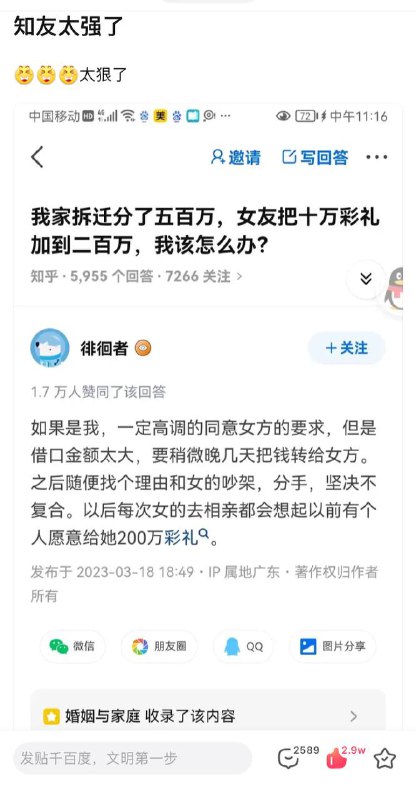 知友太强了
太狠了
中国移动 HD 4G 72 中午11:16
邀请 写回答
我家拆迁分了五百万，女友把十万彩礼
加到二百万，我该怎么办？
知乎 · 5,955 个回答 · 7266 关注 >
徘徊者 +关注
1.7 万人赞同了该回答
如果是我，一定高调的同意女方的要求，但是
借口金额太大，要稍微晚几天把钱转给女方。
之后随便找个理由和女的吵架，分手，坚决不
复合。以后每次女的去相亲都会想起以前有个
人愿意给她200万彩礼。
发布于 2023-03-18 18:49 · IP 属地广东 · 著作权归作者
所有
微信 朋友圈 QQ 图片分享
婚姻与家庭 收录了该内容
发贴千百度，文明第一步 2589 2.9w